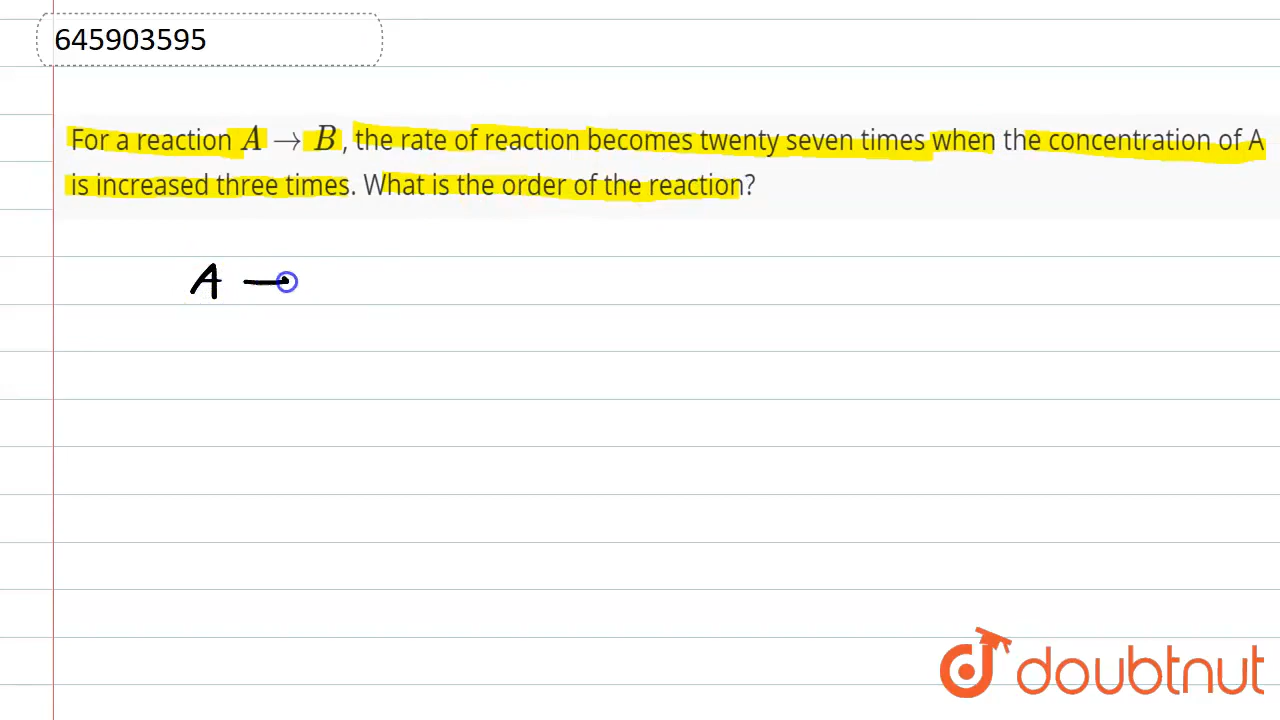 645903595
For a reaction A → B, the rate of reaction becomes twenty seven times when the concentration of A
is increased three times. What is the order of the reaction?
A —
doubtnut